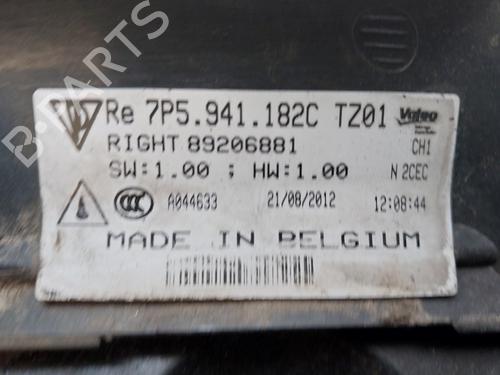 Re 7P5.941.182C TZ01 Valeo
RIGHT 89206881 CH1
SW:1.00 ; HW:1.00 N 2CEC
CCC A044633 21/08/2012 12:08:44
MADE IN BELGIUM